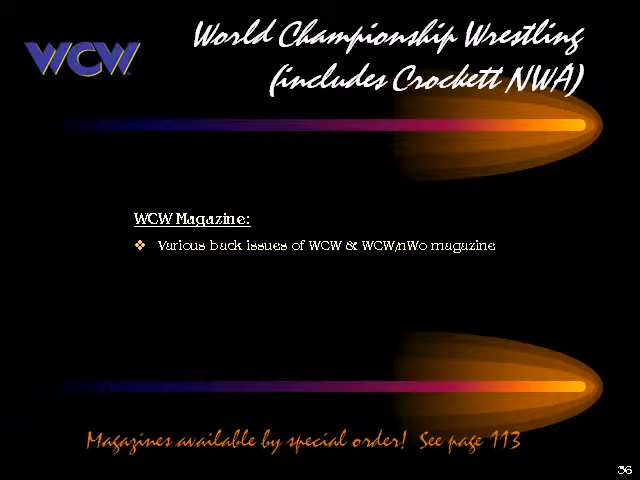 WCW
World Championship Wrestling
(includes Crockett NWA)
WCW Magazine:
❖ Various back issues of WCW & WCW/nWo magazine
Magazines available by special order! See page 113
36